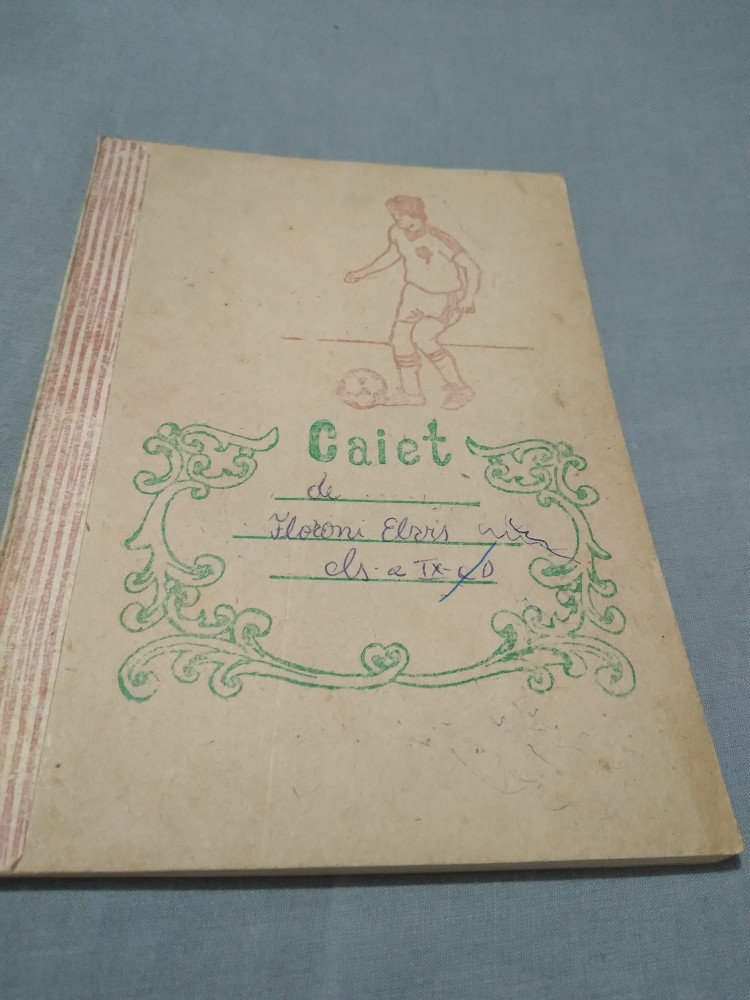 Caiet
de
Floroni Elvis
cls. a IX-a D